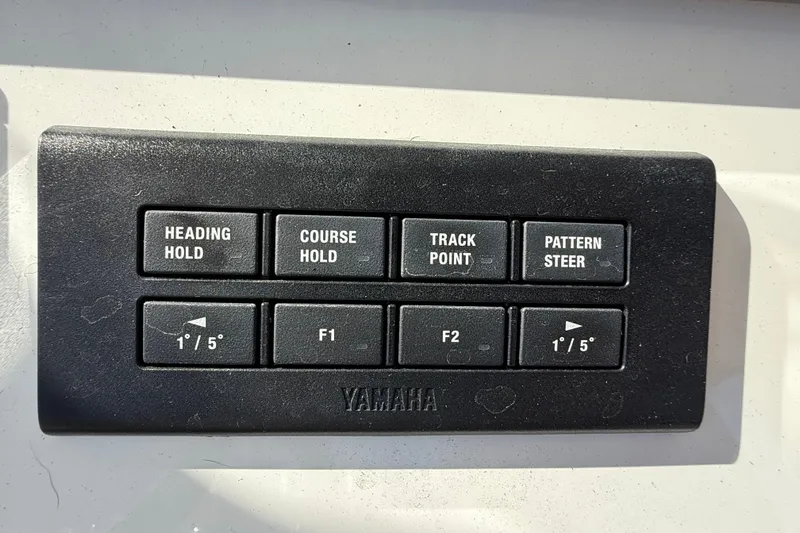 HEADING
HOLD
COURSE
HOLD
TRACK
POINT
PATTERN
STEER
◄
1°/ 5°
F1
F2
►
1°/ 5°
YAMAHA